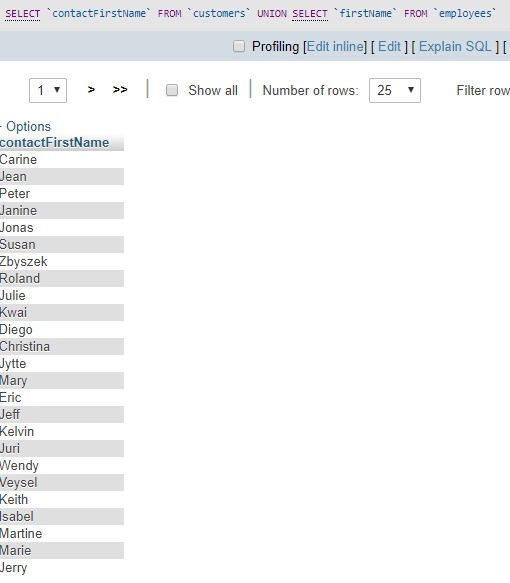 SELECT `contactFirstName` FROM `customers` UNION SELECT `firstName` FROM `employees`
Profiling [Edit inline] [ Edit ] [ Explain SQL ] [
1 > >> | Show all | Number of rows: 25 Filter row
- Options
contactFirstName
Carine
Jean
Peter
Janine
Jonas
Susan
Zbyszek
Roland
Julie
Kwai
Diego
Christina
Jytte
Mary
Eric
Jeff
Kelvin
Juri
Wendy
Veysel
Keith
Isabel
Martine
Marie
Jerry